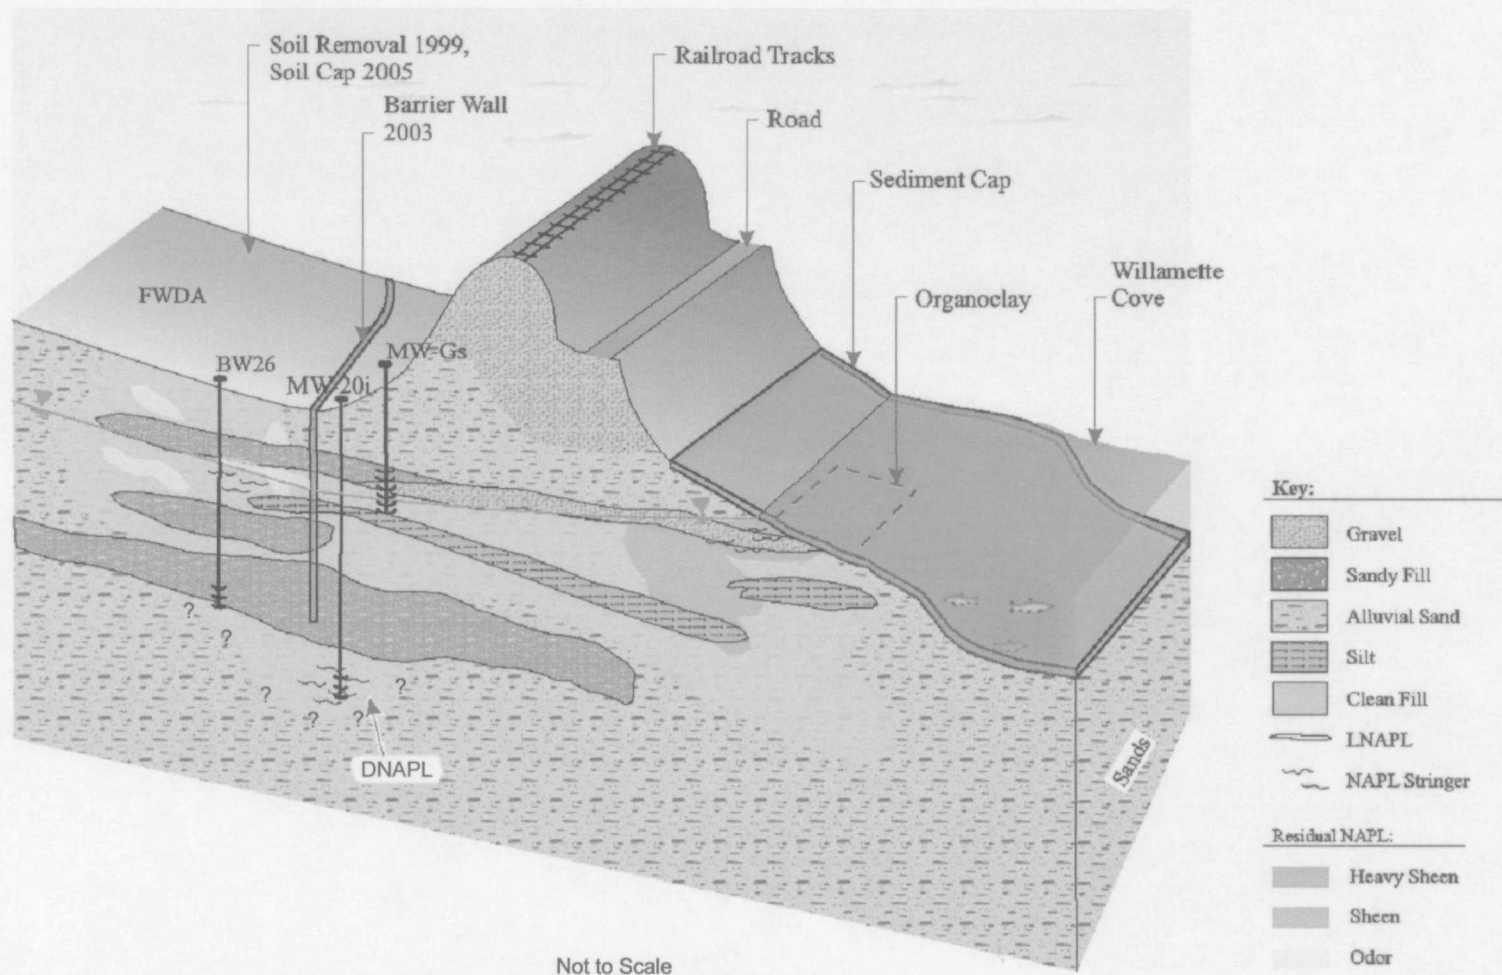 Soil Removal 1999,
Soil Cap 2005
Railroad Tracks
Barrier Wall
2003
Road
Sediment Cap
Willamette
Cove
Organoclay
FWDA
BW26
MW-Gs
MW-20i
? ?
? ?
? ?
DNAPL
Sands
Not to Scale
Key:
Gravel
Sandy Fill
Alluvial Sand
Silt
Clean Fill
LNAPL
NAPL Stringer
Residual NAPL:
Heavy Sheen
Sheen
Odor